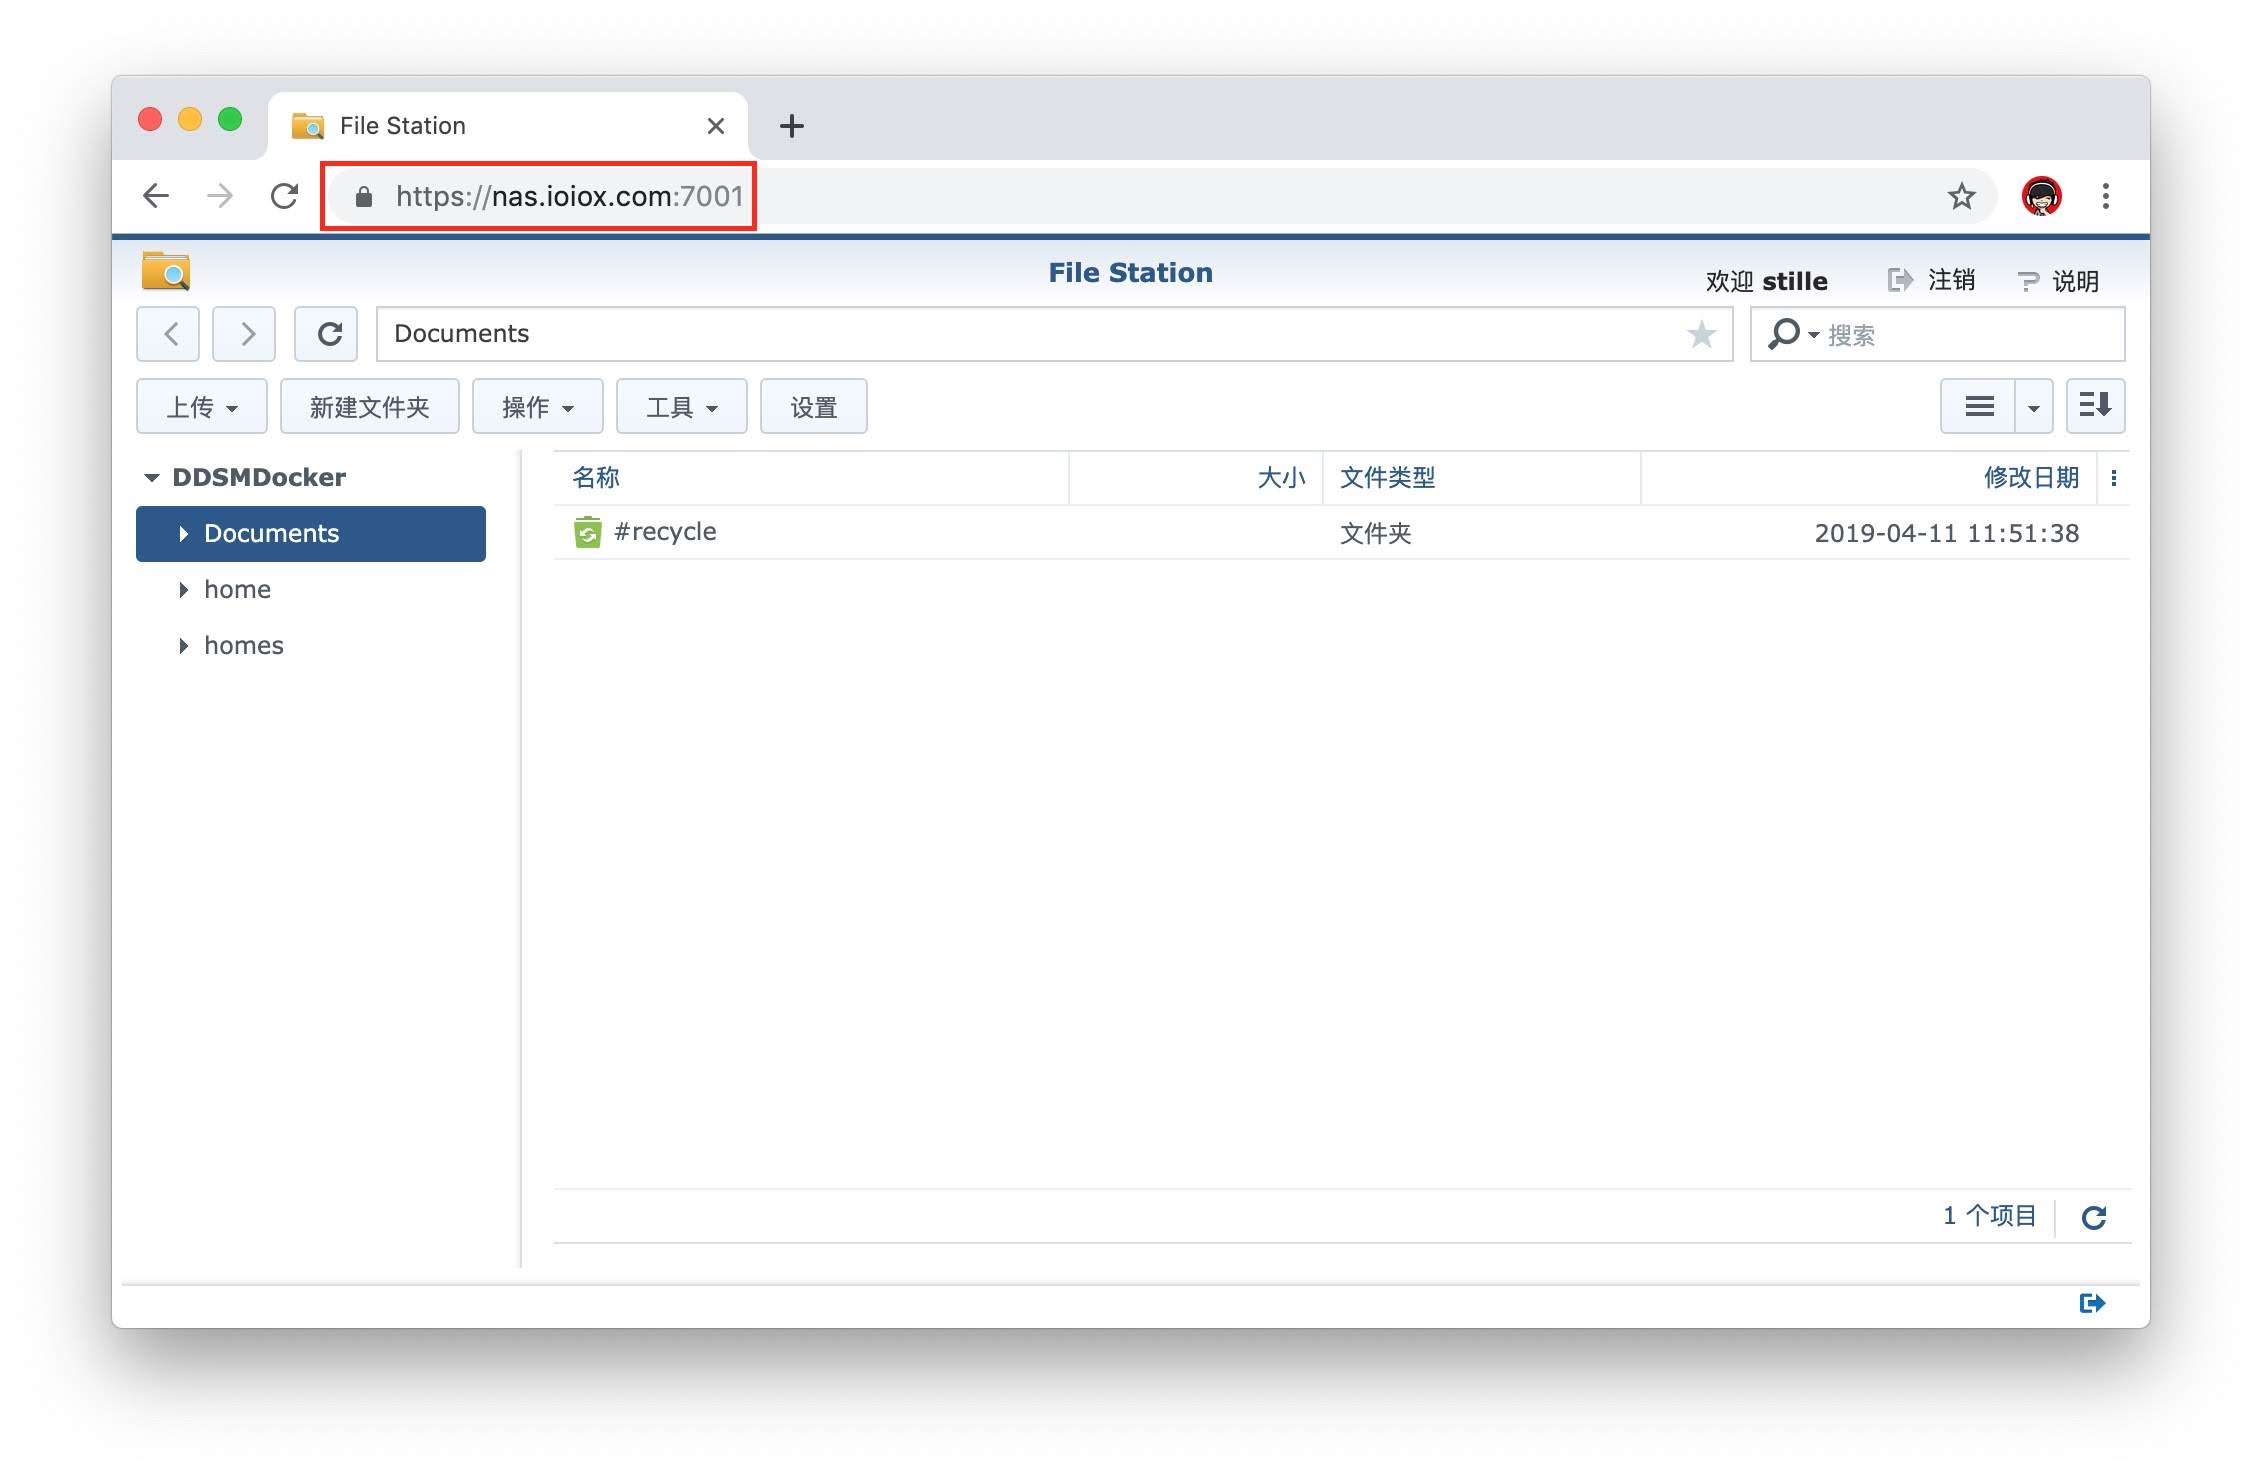 File Station
https://nas.ioiox.com:7001
File Station
欢迎 stille 注销 说明
Documents
搜索
上传 新建文件夹 操作 工具 设置
DDSMDocker
Documents
home
homes
名称 大小 文件类型 修改日期
#recycle 文件夹 2019-04-11 11:51:38
1 个项目